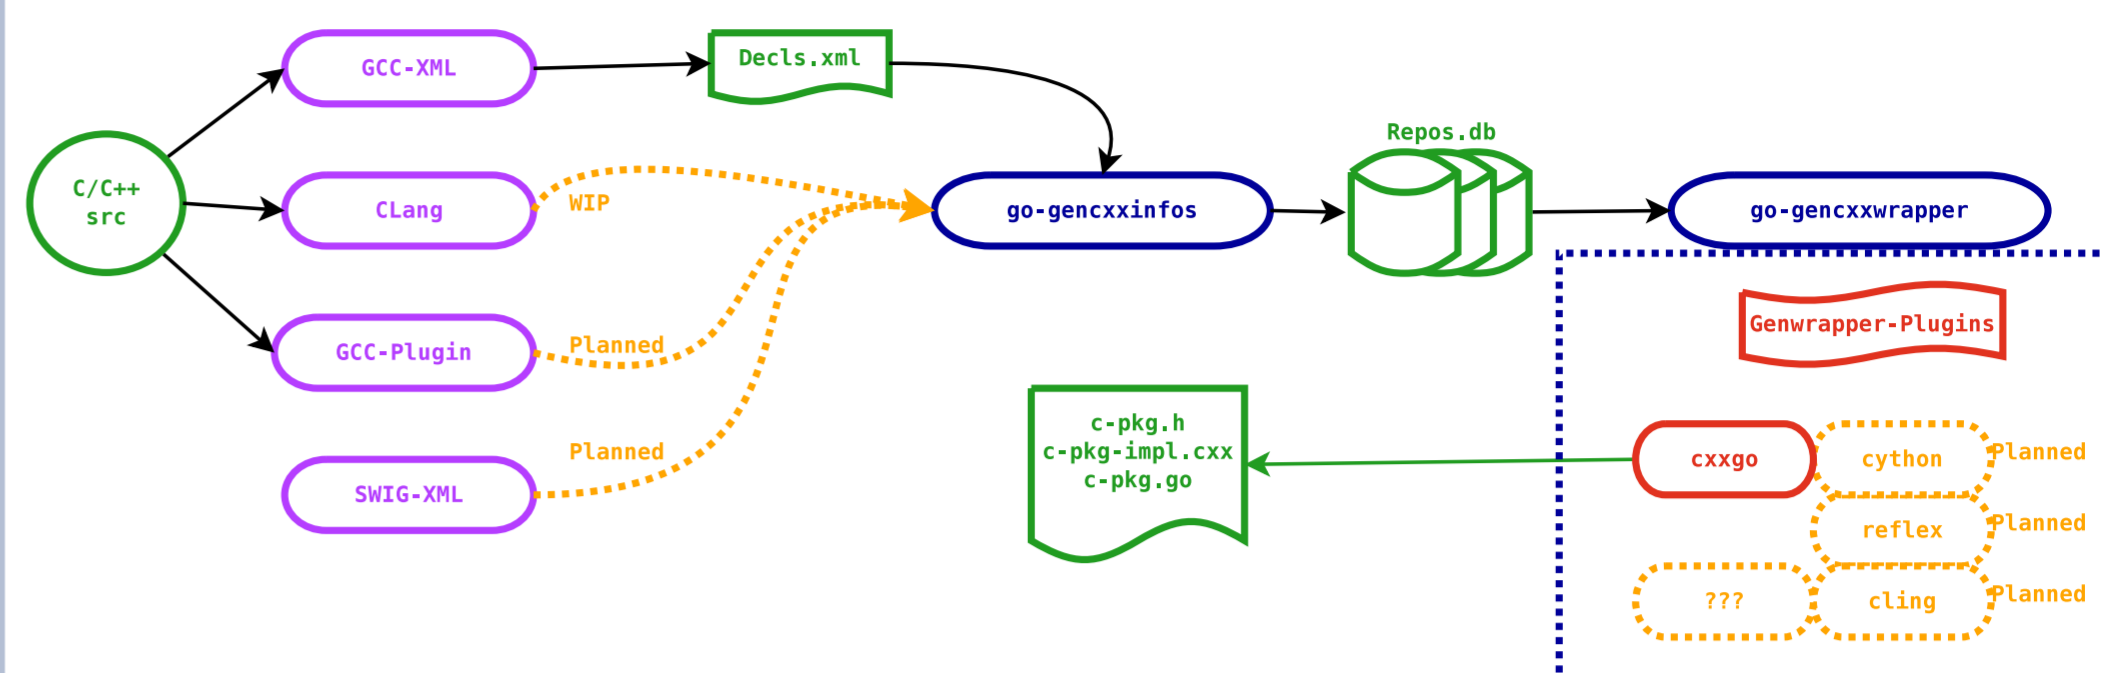 GCC-XML
Decls.xml
Repos.db
C/C++
src
CLang
WIP
go-gencxxinfos
go-gencxxwrapper
Genwrapper-Plugins
GCC-Plugin
Planned
c-pkg.h
c-pkg-impl.cxx
c-pkg.go
Planned
SWIG-XML
cxxgo
cython
Planned
reflex
Planned
???
cling
Planned